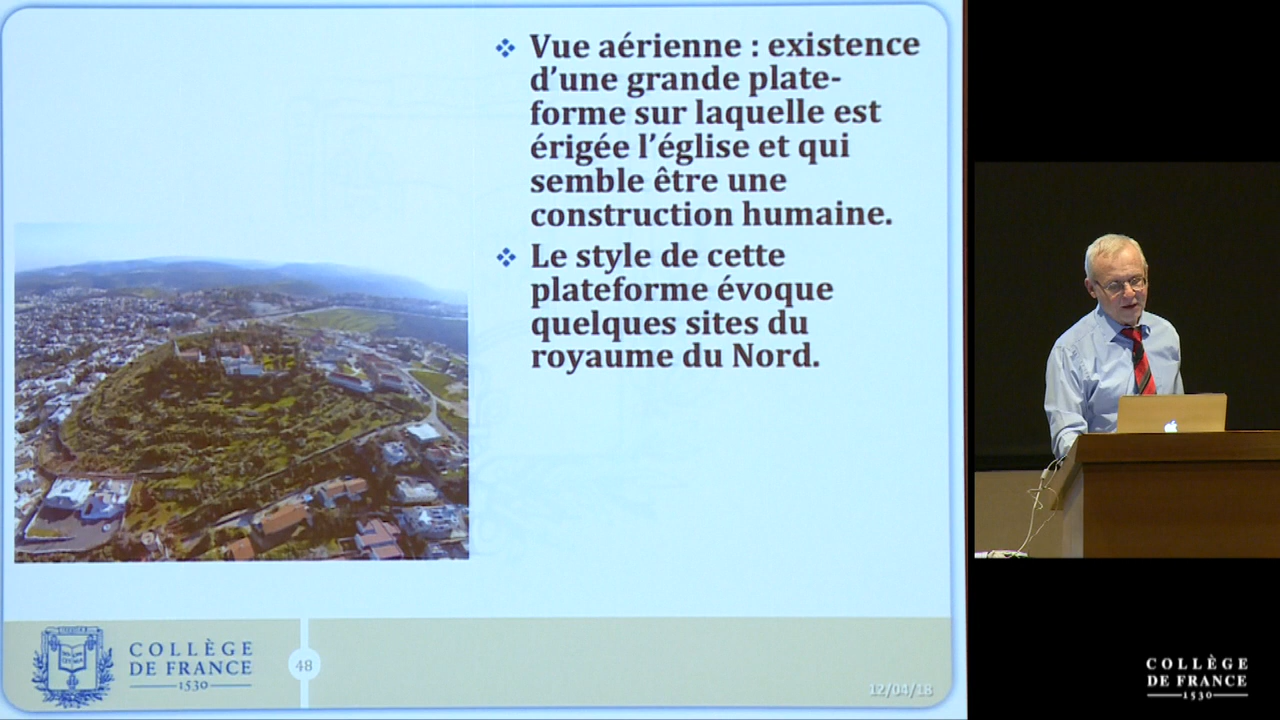 ❖ Vue aérienne : existence
d’une grande plate-
forme sur laquelle est
érigée l’église et qui
semble être une
construction humaine.
❖ Le style de cette
plateforme évoque
quelques sites du
royaume du Nord.
COLLÈGE
DE FRANCE
1530
48
12/04/18
COLLÈGE
DE FRANCE
1530